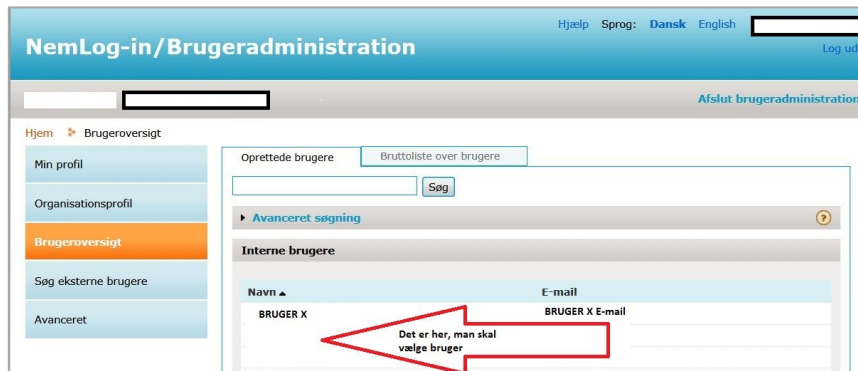 Hjælp Sprog: Dansk English
NemLog-in/Brugeradministration
Log ud
Afslut brugeradministration
Hjem Brugeroversigt
Min profil
Organisationsprofil
Brugeroversigt
Søg eksterne brugere
Avanceret
Oprettede brugere Bruttoliste over brugere
Søg
Avanceret søgning ?
Interne brugere
Navn E-mail
BRUGER X BRUGER X E-mail
Det er her, man skal
vælge bruger